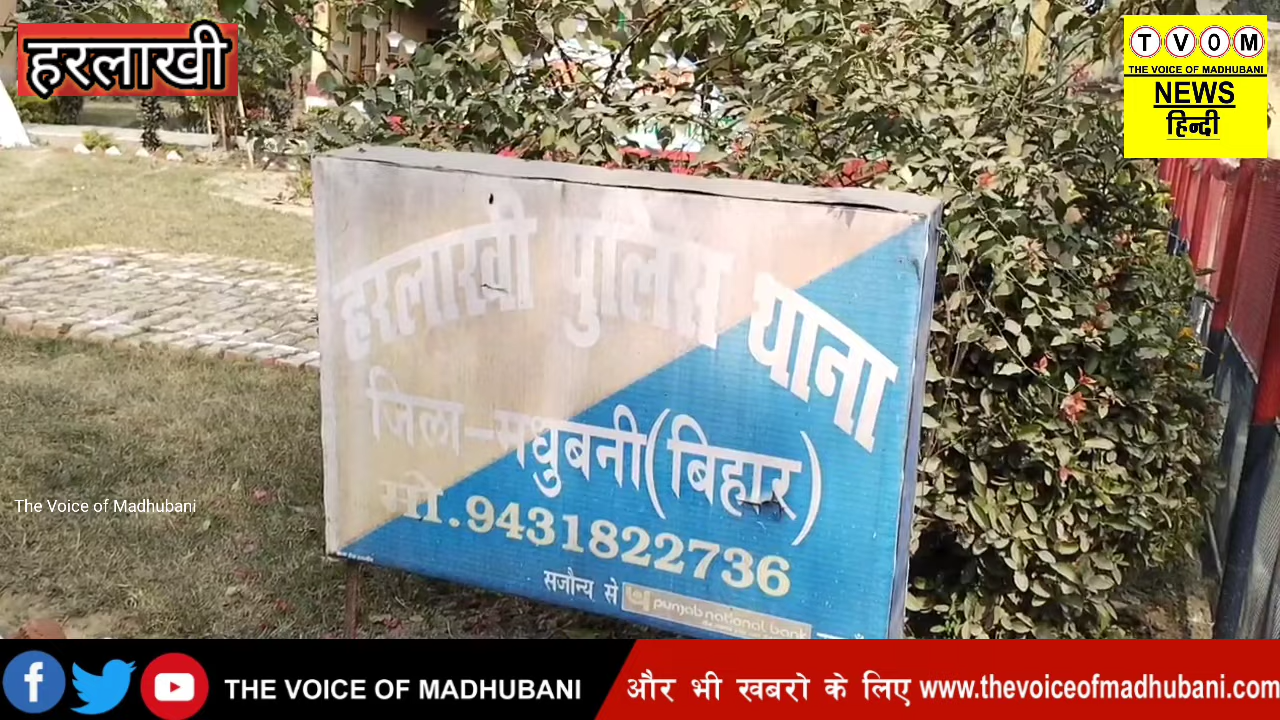 हरलाखी
T V O M
THE VOICE OF MADHUBANI
NEWS
हिन्दी
हरलाखी पुलिस थाना
जिला-मधुबनी (बिहार)
मो.9431822736
सजौन्य से punjab national bank
The Voice of Madhubani
THE VOICE OF MADHUBANI
और भी खबरो के लिए www.thevoiceofmadhubani.com